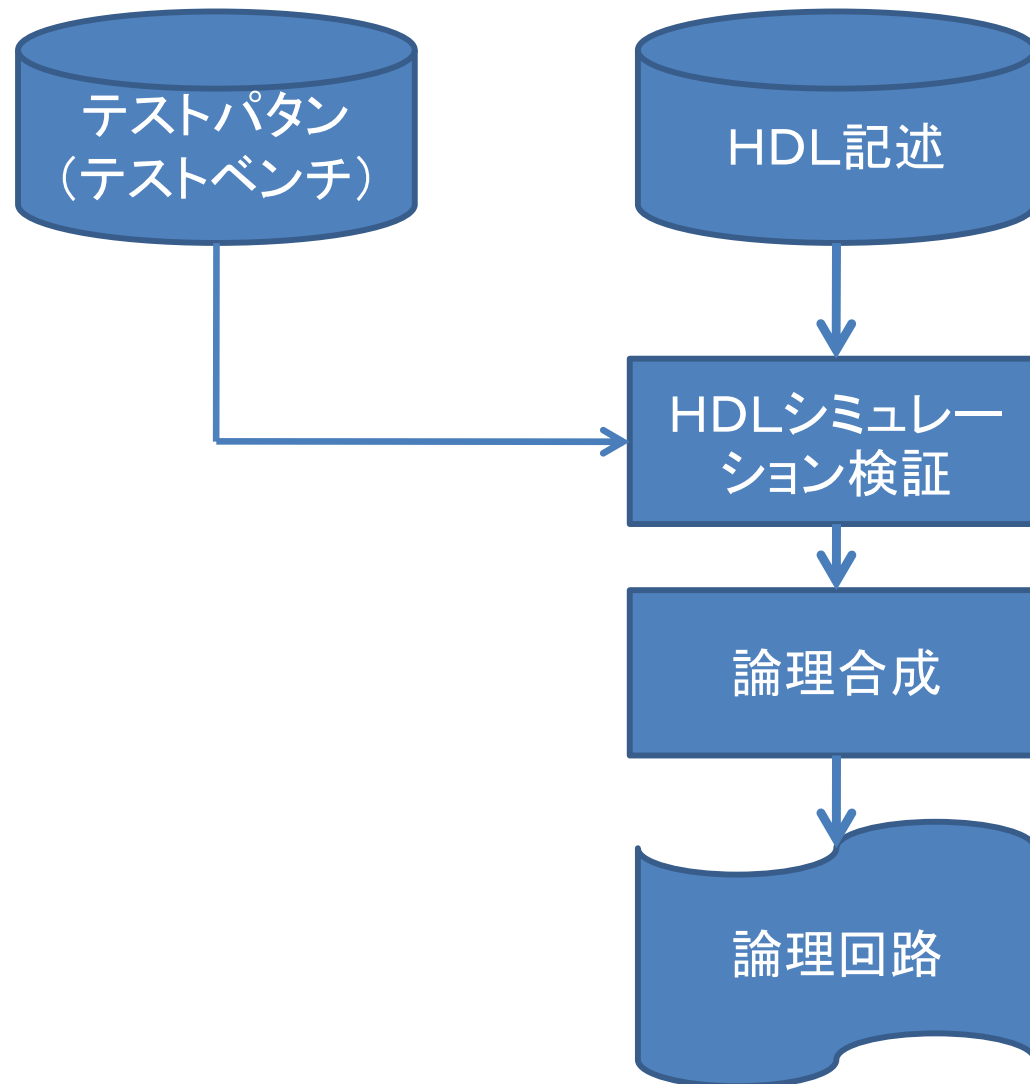 テストパタン
（テストベンチ）
ＨＤＬ記述
ＨＤＬシミュレー
ション検証
論理合成
論理回路